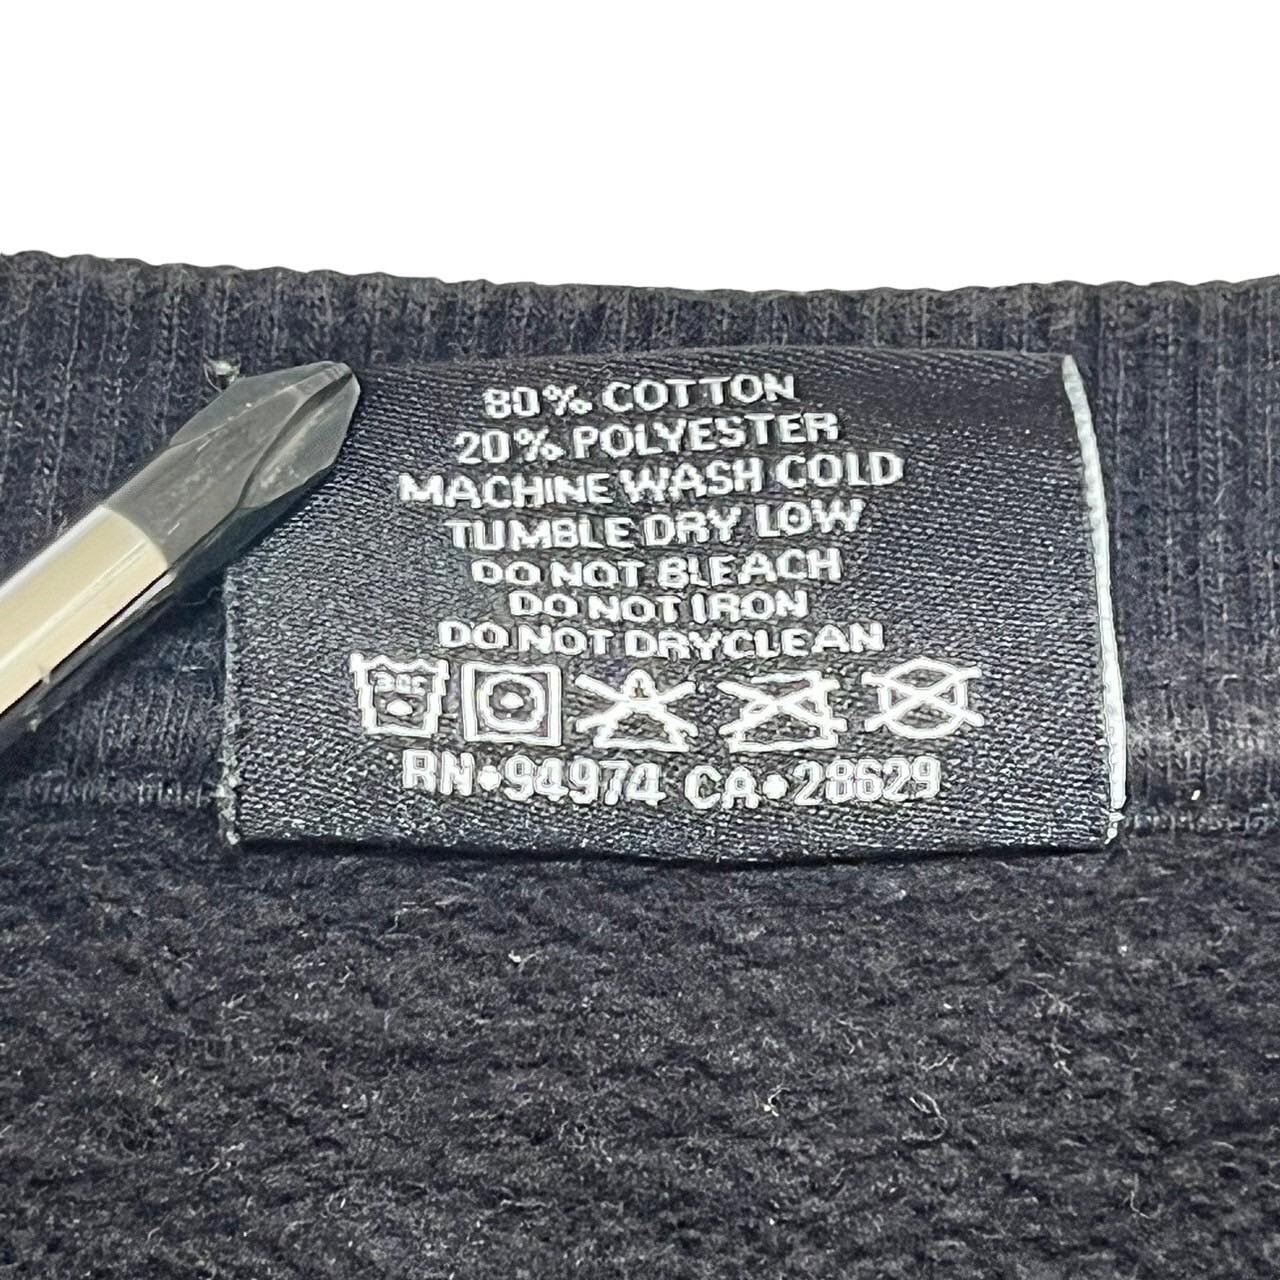 80% COTTON
20% POLYESTER
MACHINE WASH COLD
TUMBLE DRY LOW
DO NOT BLEACH
DO NOT IRON
DO NOT DRYCLEAN
RN•94974 CA•28629